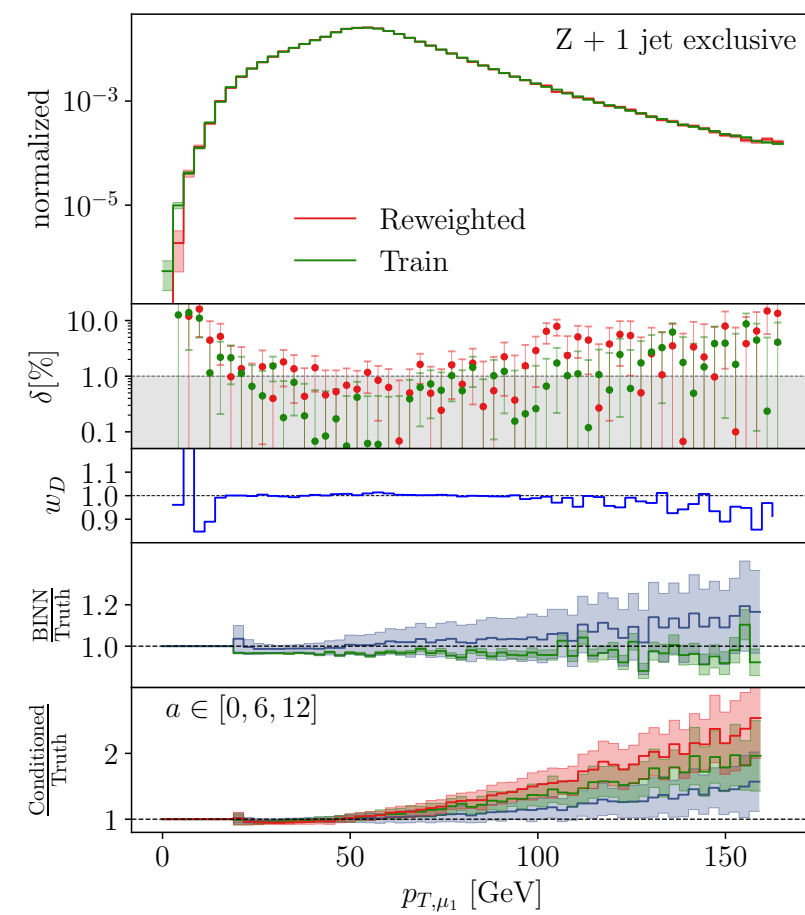 Z + 1 jet exclusive
normalized
10⁻³
10⁻⁵
Reweighted
Train
δ[%]
10.0
1.0
0.1
w_D
1.1
1.0
0.9
BINN
Truth
1.2
1.0
a ∈ [0, 6, 12]
Conditioned
Truth
2
1
0 50 100 150
p_{T,μ₁} [GeV]